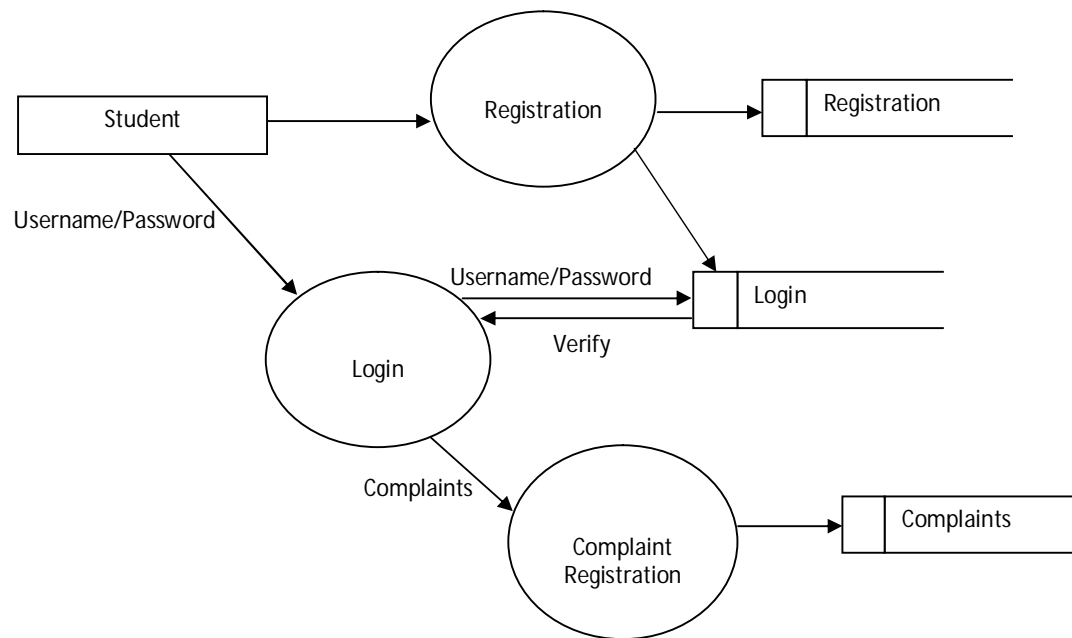 Student
Registration
Registration
Username/Password
Username/Password
Login
Verify
Login
Complaints
Complaint
Registration
Complaints